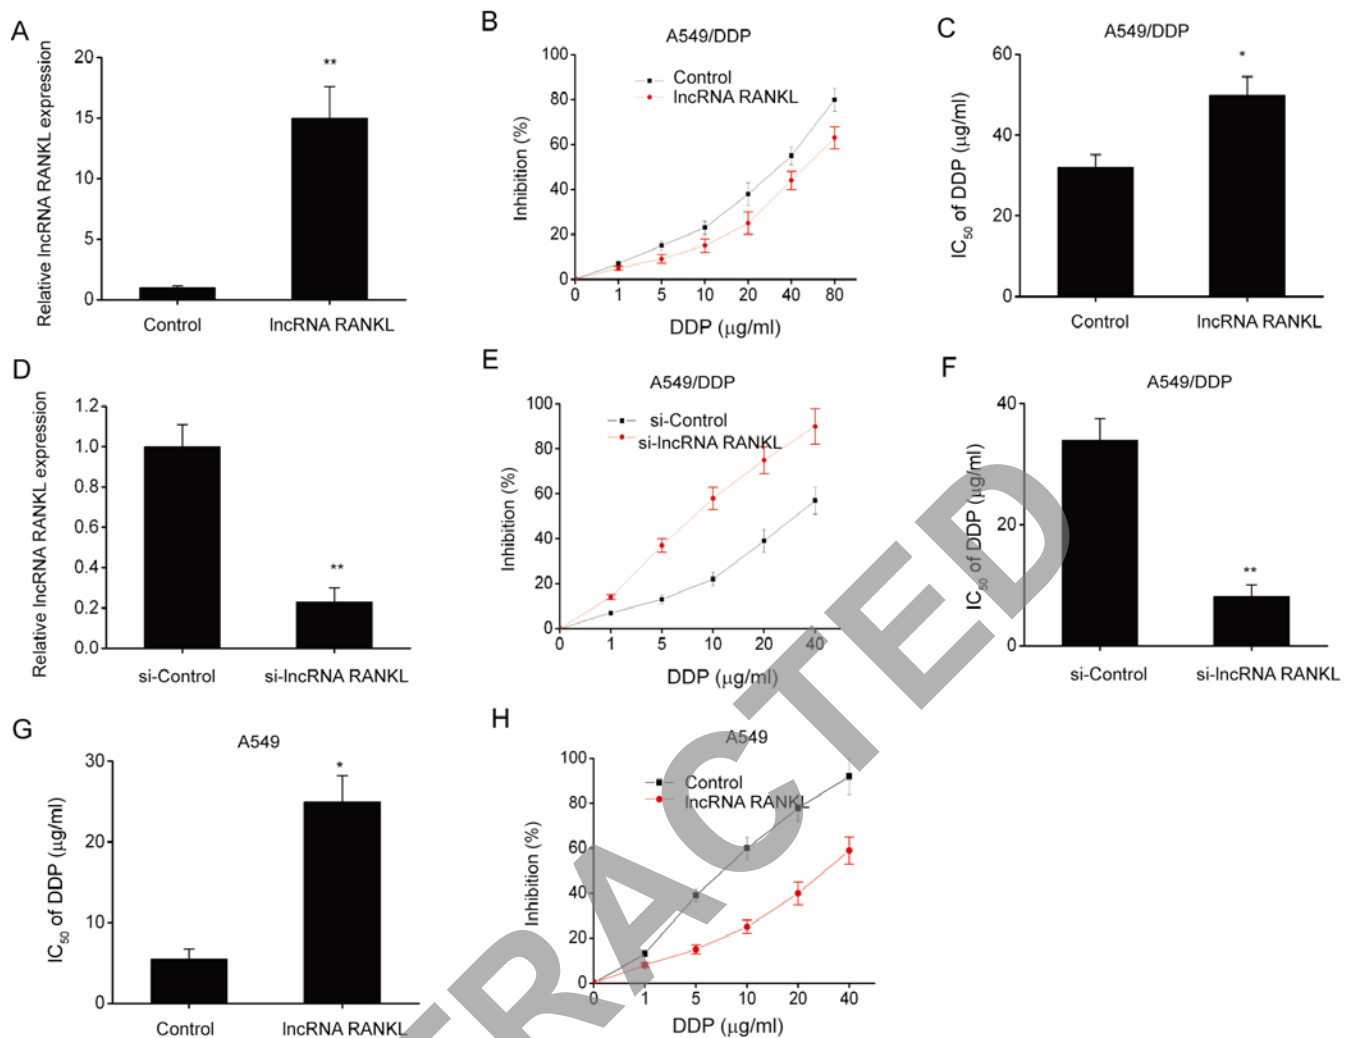 A
Relative lncRNA RANKL expression
20
15
10
5
0
**
Control
lncRNA RANKL
B
A549/DDP
Inhibition (%)
100
80
60
40
20
0
Control
lncRNA RANKL
0 1 5 10 20 40 80
DDP (μg/ml)
C
A549/DDP
IC50 of DDP (μg/ml)
60
40
20
0
*
Control
lncRNA RANKL
D
Relative lncRNA RANKL expression
1.2
1.0
0.8
0.6
0.4
0.2
0.0
**
si-Control
si-lncRNA RANKL
E
A549/DDP
Inhibition (%)
100
80
60
40
20
0
si-Control
si-lncRNA RANKL
0 1 5 10 20 40
DDP (μg/ml)
F
A549/DDP
IC50 of DDP (μg/ml)
40
20
0
**
si-Control
si-lncRNA RANKL
G
A549
IC50 of DDP (μg/ml)
30
20
10
0
*
Control
lncRNA RANKL
H
A549
Inhibition (%)
100
80
60
40
20
0
Control
lncRNA RANKL
0 1 5 10 20 40
DDP (μg/ml)
TRACTED